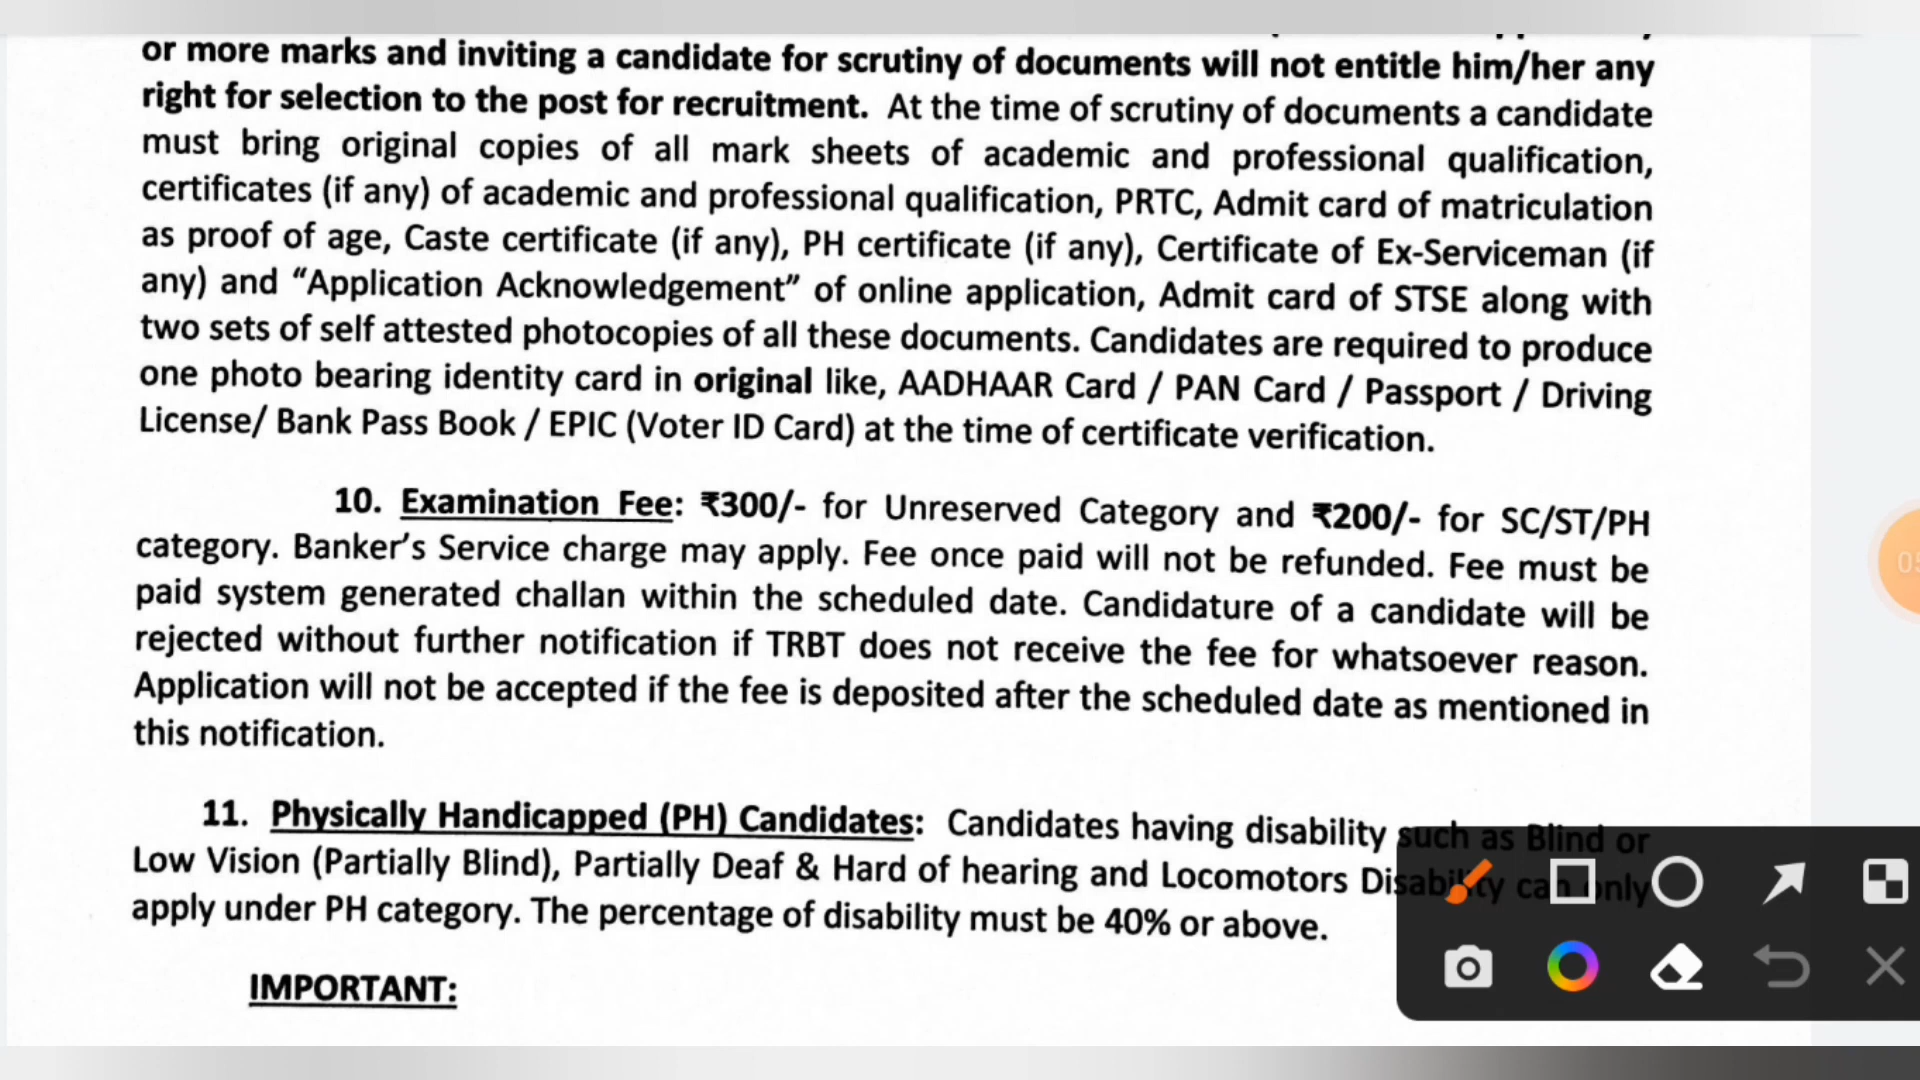 or more marks and inviting a candidate for scrutiny of documents will not entitle him/her any
right for selection to the post for recruitment. At the time of scrutiny of documents a candidate
must bring original copies of all mark sheets of academic and professional qualification,
certificates (if any) of academic and professional qualification, PRTC, Admit card of matriculation
as proof of age, Caste certificate (if any), PH certificate (if any), Certificate of Ex-Serviceman (if
any) and “Application Acknowledgement” of online application, Admit card of STSE along with
two sets of self attested photocopies of all these documents. Candidates are required to produce
one photo bearing identity card in original like, AADHAAR Card / PAN Card / Passport / Driving
License/ Bank Pass Book / EPIC (Voter ID Card) at the time of certificate verification.
10. Examination Fee: ₹300/- for Unreserved Category and ₹200/- for SC/ST/PH
category. Banker’s Service charge may apply. Fee once paid will not be refunded. Fee must be
paid system generated challan within the scheduled date. Candidature of a candidate will be
rejected without further notification if TRBT does not receive the fee for whatsoever reason.
Application will not be accepted if the fee is deposited after the scheduled date as mentioned in
this notification.
11. Physically Handicapped (PH) Candidates: Candidates having disability such as Blind or
Low Vision (Partially Blind), Partially Deaf & Hard of hearing and Locomotors Disability can only
apply under PH category. The percentage of disability must be 40% or above.
IMPORTANT: